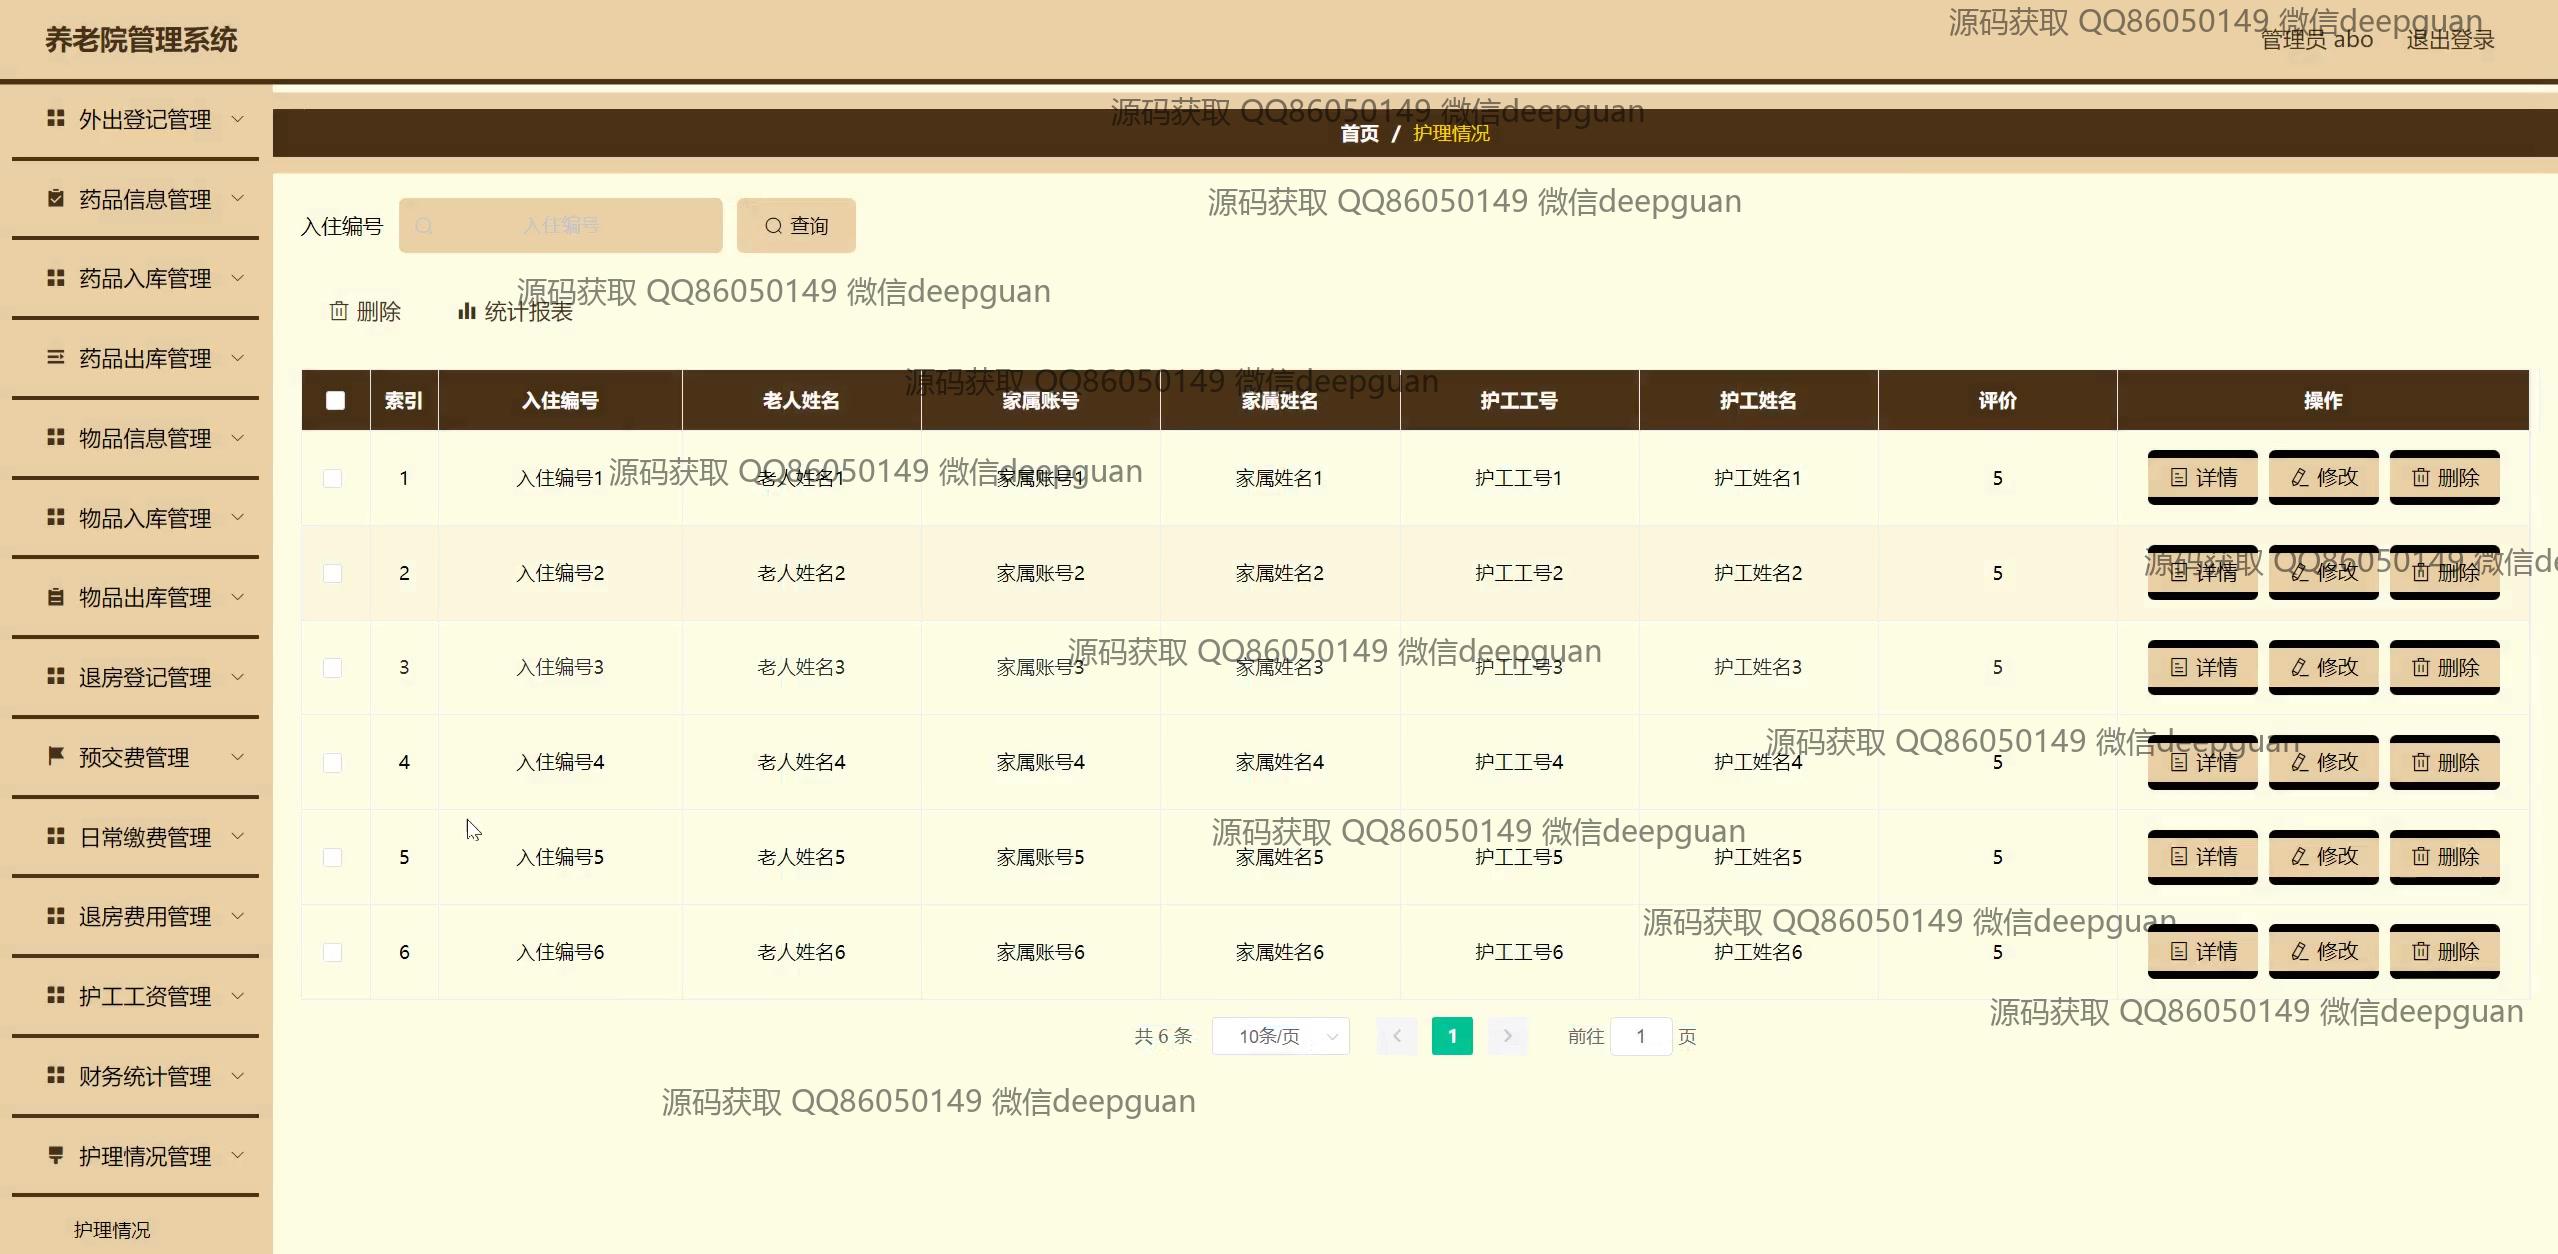 养老院管理系统
源码获取 QQ86050149 微信deepguan
管理员 abo 退出登录
源码获取 QQ86050149 微信deepguan
首页 / 护理情况
外出登记管理
药品信息管理
药品入库管理
药品出库管理
物品信息管理
物品入库管理
物品出库管理
退房登记管理
预交费管理
日常缴费管理
退房费用管理
护工工资管理
财务统计管理
护理情况管理
护理情况
源码获取 QQ86050149 微信deepguan
入住编号 入住编号 查询
源码获取 QQ86050149 微信deepguan
删除 统计报表
源码获取 QQ86050149 微信deepguan
索引 入住编号 老人姓名 家属账号 家属姓名 护工工号 护工姓名 评价 操作
源码获取 QQ86050149 微信deepguan
1 入住编号1 老人姓名1 家属账号1 家属姓名1 护工工号1 护工姓名1 5 详情 修改 删除
源码获取 QQ86050149 微信de
2 入住编号2 老人姓名2 家属账号2 家属姓名2 护工工号2 护工姓名2 5 详情 修改 删除
源码获取 QQ86050149 微信deepguan
3 入住编号3 老人姓名3 家属账号3 家属姓名3 护工工号3 护工姓名3 5 详情 修改 删除
源码获取 QQ86050149 微信deepguan
4 入住编号4 老人姓名4 家属账号4 家属姓名4 护工工号4 护工姓名4 5 详情 修改 删除
源码获取 QQ86050149 微信deepguan
5 入住编号5 老人姓名5 家属账号5 家属姓名5 护工工号5 护工姓名5 5 详情 修改 删除
源码获取 QQ86050149 微信deepguan
6 入住编号6 老人姓名6 家属账号6 家属姓名6 护工工号6 护工姓名6 5 详情 修改 删除
源码获取 QQ86050149 微信deepguan
共 6 条 10条/页 1 前往 1 页
源码获取 QQ86050149 微信deepguan